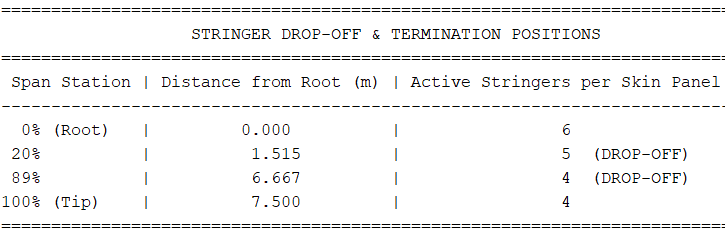 STRINGER DROP-OFF & TERMINATION POSITIONS
Span Station | Distance from Root (m) | Active Stringers per Skin Panel
0% (Root) | 0.000 | 6
20% | 1.515 | 5 (DROP-OFF)
89% | 6.667 | 4 (DROP-OFF)
100% (Tip) | 7.500 | 4